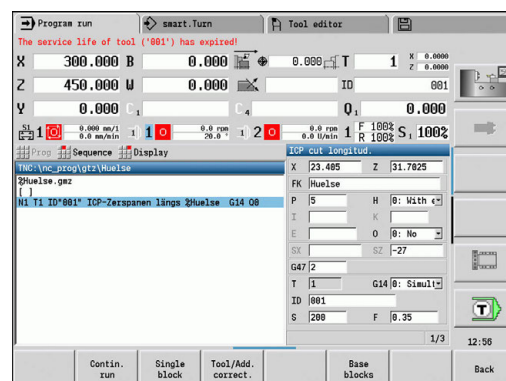 Program run smart.Turn Tool editor
The service life of tool ('001') has expired!
X 300.000 B 0.000 0.000 T 1 X 0.0000 Z 0.0000
Z 450.000 U 0.000 ID 001
Y 0.000 C1 C4 Q1 0.000
S1 1 0.000 mm/1 0.0 mm/min 1) 1 0 0.0 rpm 20.0 ° 1) 2 0 0.0 rpm 0.0 U/min 1 F 100% R 100% S1 100%
Prog Sequence Display
TNC:\nc_prog\gtz\Huelse
%Huelse.gmz
[ ]
N1 T1 ID"001" ICP-Zerspanen längs %Huelse G14 Q0
ICP cut longitud.
X 23.405 Z 31.7025
FK Huelse
P 5 H 0: With
I K
E O 0: No
SX SZ -27
G47 2
T 1 G14 0: Simult
ID 001
S 200 F 0.35
1/3
12:56
Contin. run
Single block
Tool/Add. correct.
Base blocks
Back
T